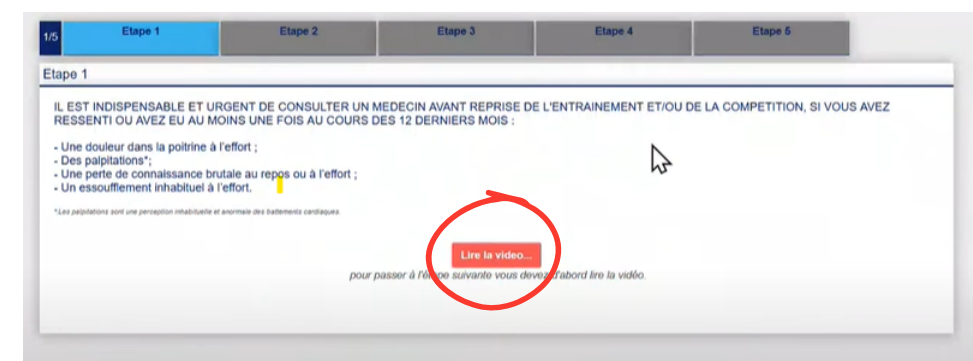 1/5 Etape 1 Etape 2 Etape 3 Etape 4 Etape 5
Etape 1
IL EST INDISPENSABLE ET URGENT DE CONSULTER UN MEDECIN AVANT REPRISE DE L'ENTRAINEMENT ET/OU DE LA COMPETITION, SI VOUS AVEZ
RESSENTI OU AVEZ EU AU MOINS UNE FOIS AU COURS DES 12 DERNIERS MOIS :
- Une douleur dans la poitrine à l'effort ;
- Des palpitations*;
- Une perte de connaissance brutale au repos ou à l'effort ;
- Un essoufflement inhabituel à l'effort.
*Les palpitations sont une perception inhabituelle et anormale des battements cardiaques.
Lire la video...
pour passer à l'étape suivante vous devez d'abord lire la vidéo.